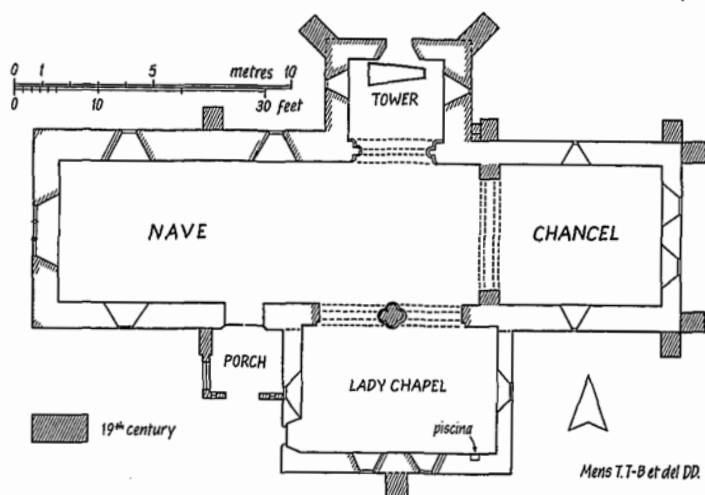 0 1 5 metres 10
0 10 30 feet
TOWER
NAVE
CHANCEL
PORCH
LADY CHAPEL
19th century
piscina
Mens T.T-B et del DD.